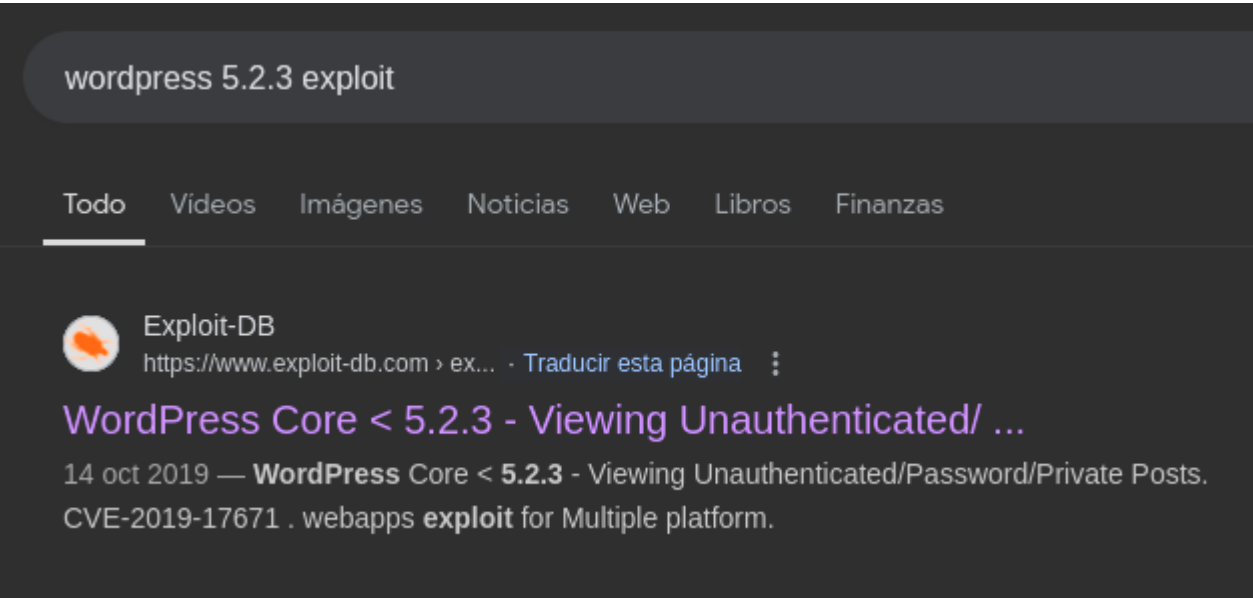 wordpress 5.2.3 exploit
Todo Vídeos Imágenes Noticias Web Libros Finanzas
Exploit-DB
https://www.exploit-db.com › ex... · Traducir esta página
WordPress Core < 5.2.3 - Viewing Unauthenticated/ ...
14 oct 2019 — WordPress Core < 5.2.3 - Viewing Unauthenticated/Password/Private Posts.
CVE-2019-17671 . webapps exploit for Multiple platform.